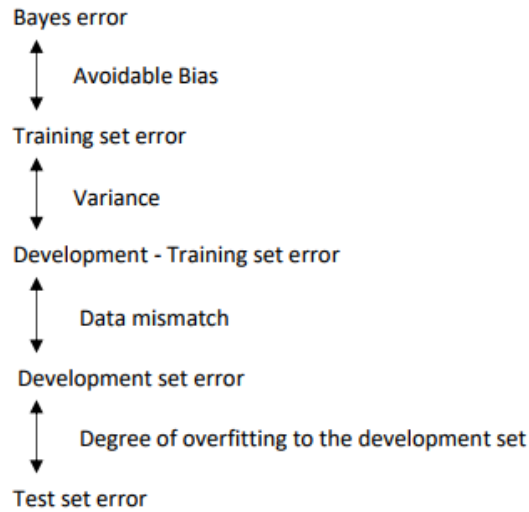 Bayes error
Avoidable Bias
Training set error
Variance
Development - Training set error
Data mismatch
Development set error
Degree of overfitting to the development set
Test set error